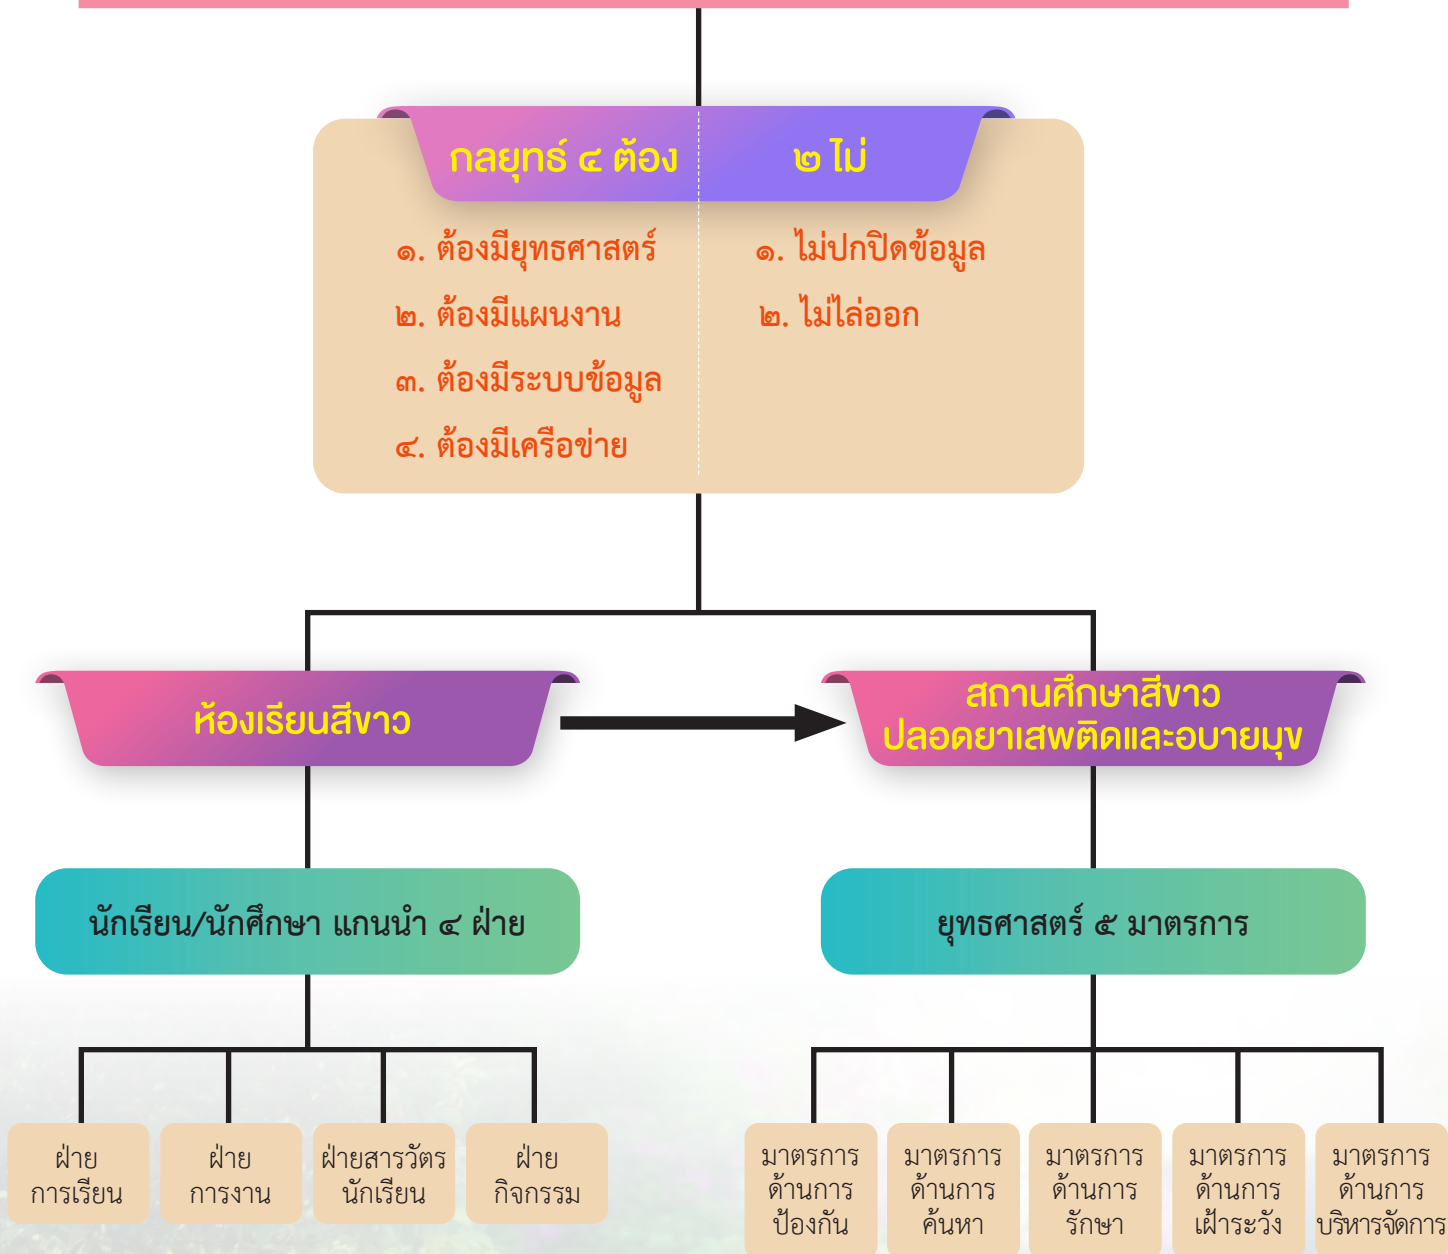 กลยุทธ์ ๔ ต้อง
๒ ไม่
๑. ต้องมียุทธศาสตร์
๒. ต้องมีแผนงาน
๓. ต้องมีระบบข้อมูล
๔. ต้องมีเครือข่าย
๑. ไม่ปกปิดข้อมูล
๒. ไม่ไล่ออก
ห้องเรียนสีขาว
สถานศึกษาสีขาว
ปลอดยาเสพติดและอบายมุข
นักเรียน/นักศึกษา แกนนำ ๔ ฝ่าย
ยุทธศาสตร์ ๕ มาตรการ
ฝ่าย
การเรียน
ฝ่าย
การงาน
ฝ่ายสารวัตร
นักเรียน
ฝ่าย
กิจกรรม
มาตรการ
ด้านการ
ป้องกัน
มาตรการ
ด้านการ
ค้นหา
มาตรการ
ด้านการ
รักษา
มาตรการ
ด้านการ
เฝ้าระวัง
มาตรการ
ด้านการ
บริหารจัดการ